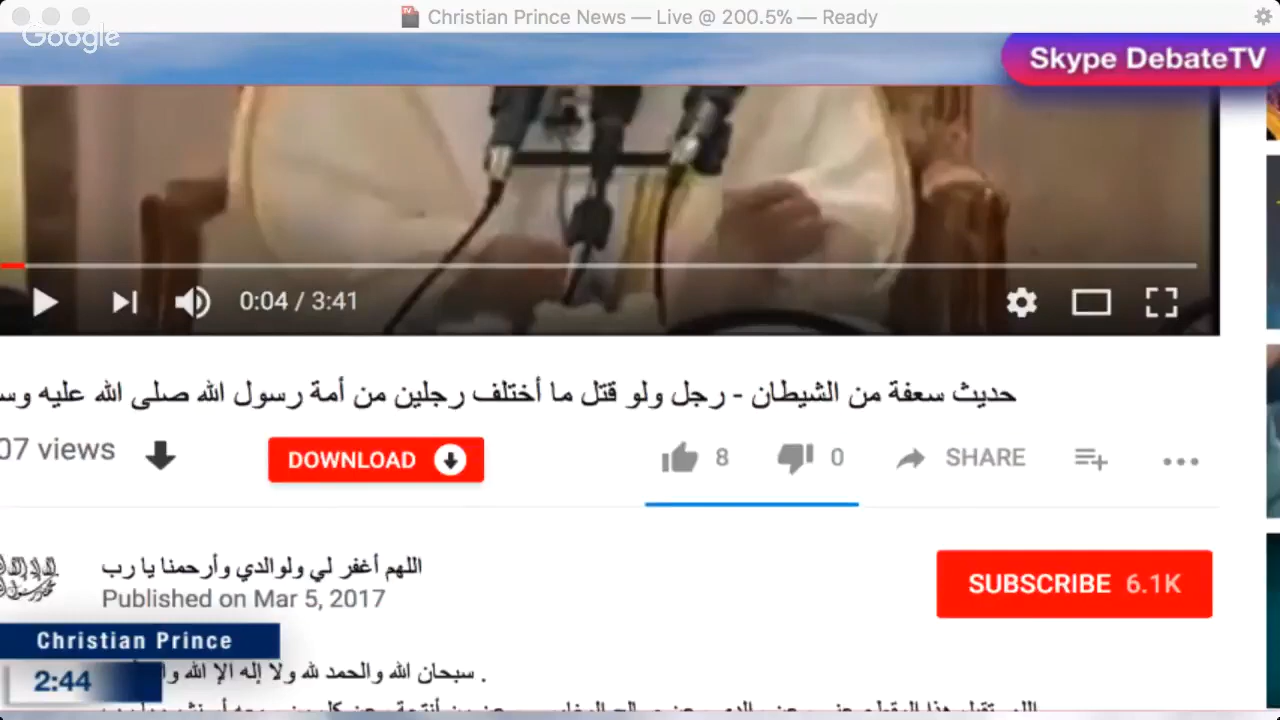 Christian Prince News — Live @ 200.5% — Ready
Google
Skype DebateTV
0:04 / 3:41
حديث سعفة من الشيطان - رجل ولو قتل ما أختلف رجلين من أمة رسول الله صلى الله عليه وس
07 views
DOWNLOAD
8
0
SHARE
اللهم أغفر لي ولوالدي وأرحمنا يا رب
Published on Mar 5, 2017
SUBSCRIBE 6.1K
Christian Prince
2:44
سبحان الله والحمد لله ولا إله إلا الله .